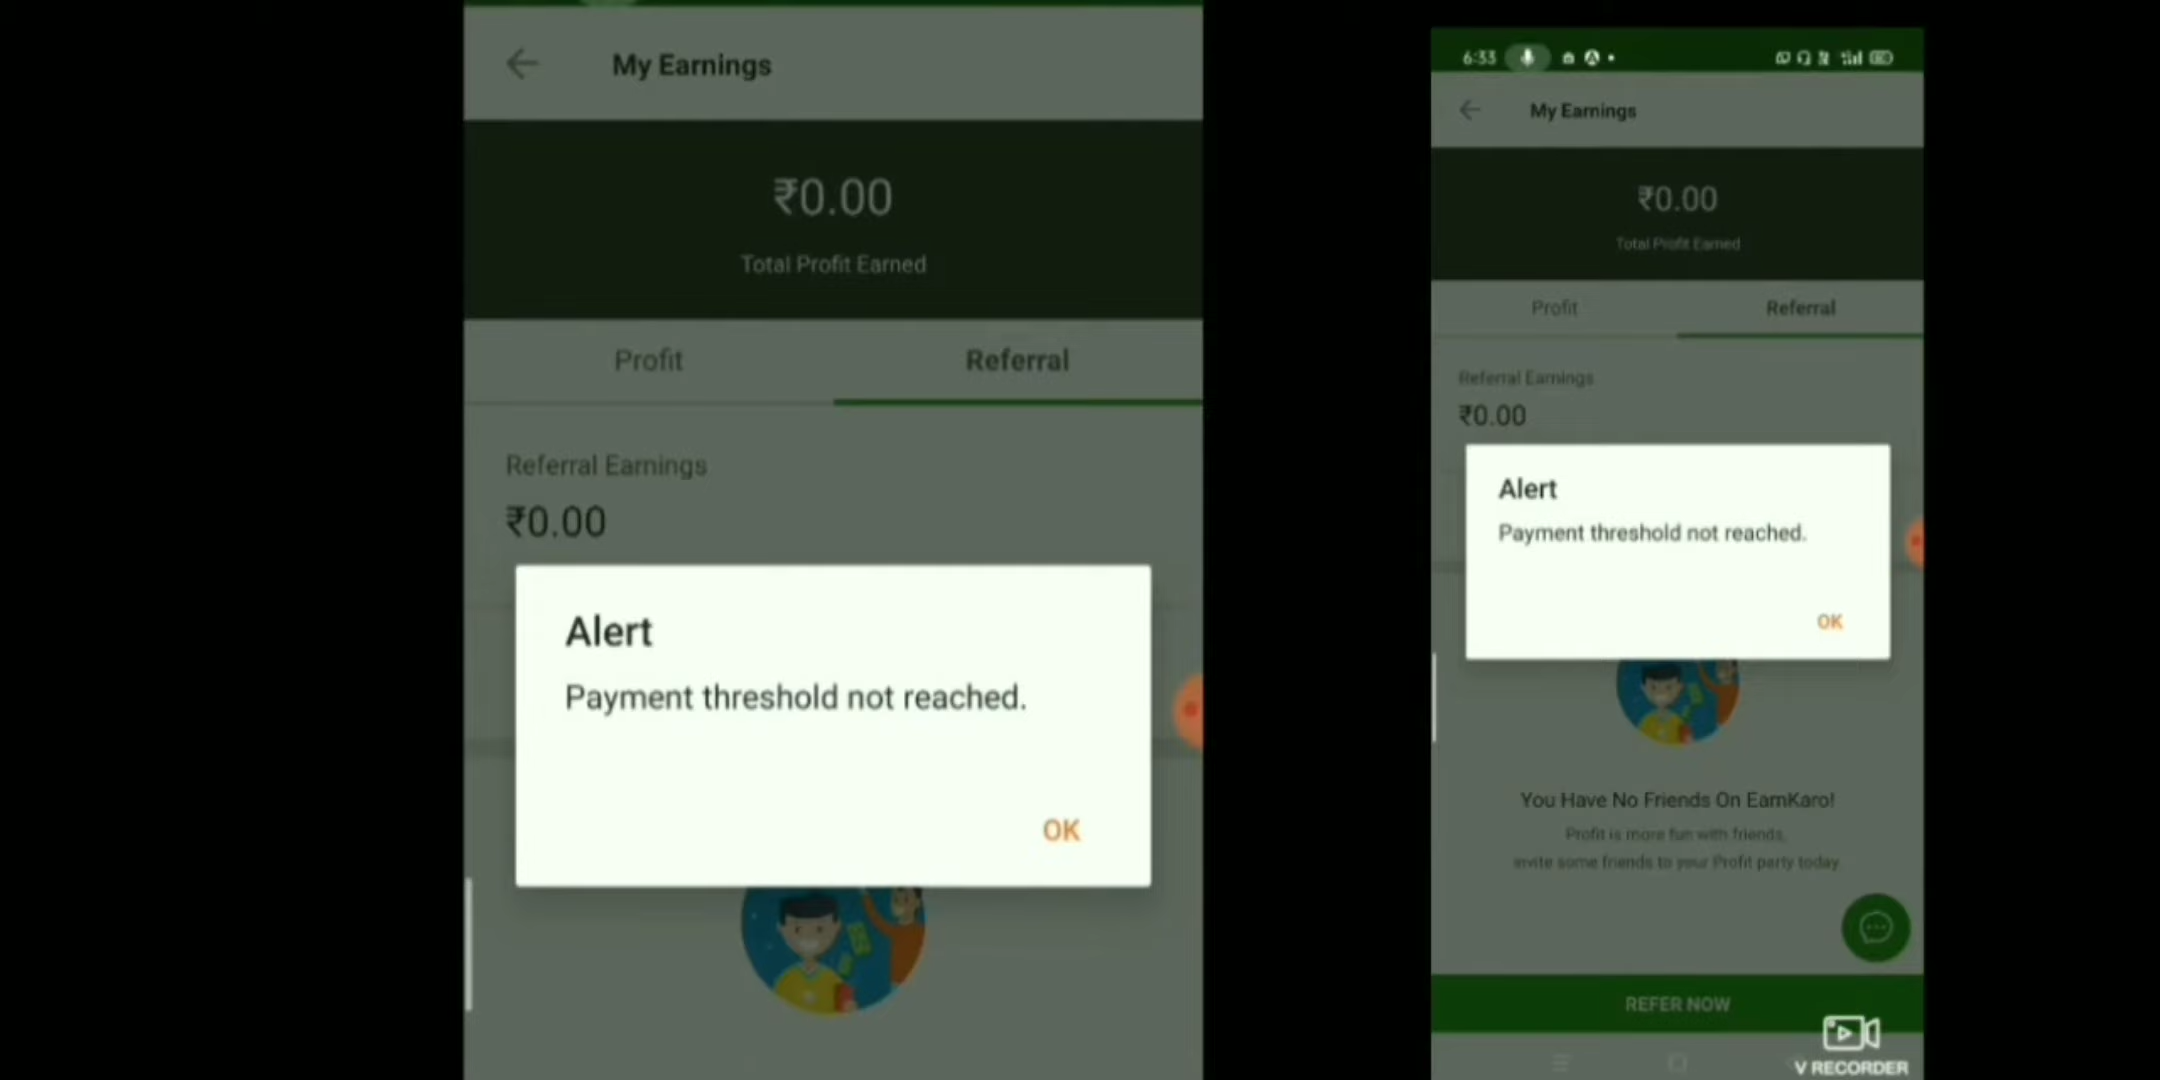 My Earnings
₹0.00
Total Profit Earned
Profit
Referral
Referral Earnings
₹0.00
Alert
Payment threshold not reached.
OK
6:33
My Earnings
₹0.00
Total Profit Earned
Profit
Referral
Referral Earnings
₹0.00
Alert
Payment threshold not reached.
OK
You Have No Friends On EarnKaro!
Profit is more fun with friends,
invite some friends to your Profit party today.
REFER NOW
V RECORDER